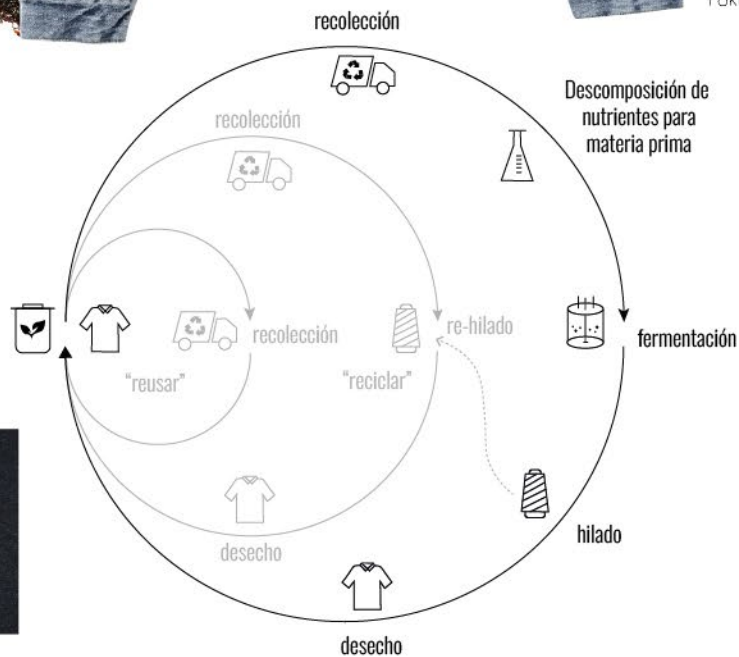 recolección
Descomposición de
nutrientes para
materia prima
recolección
recolección
re-hilado
fermentación
"reusar"
"reciclar"
hilado
desecho
desecho